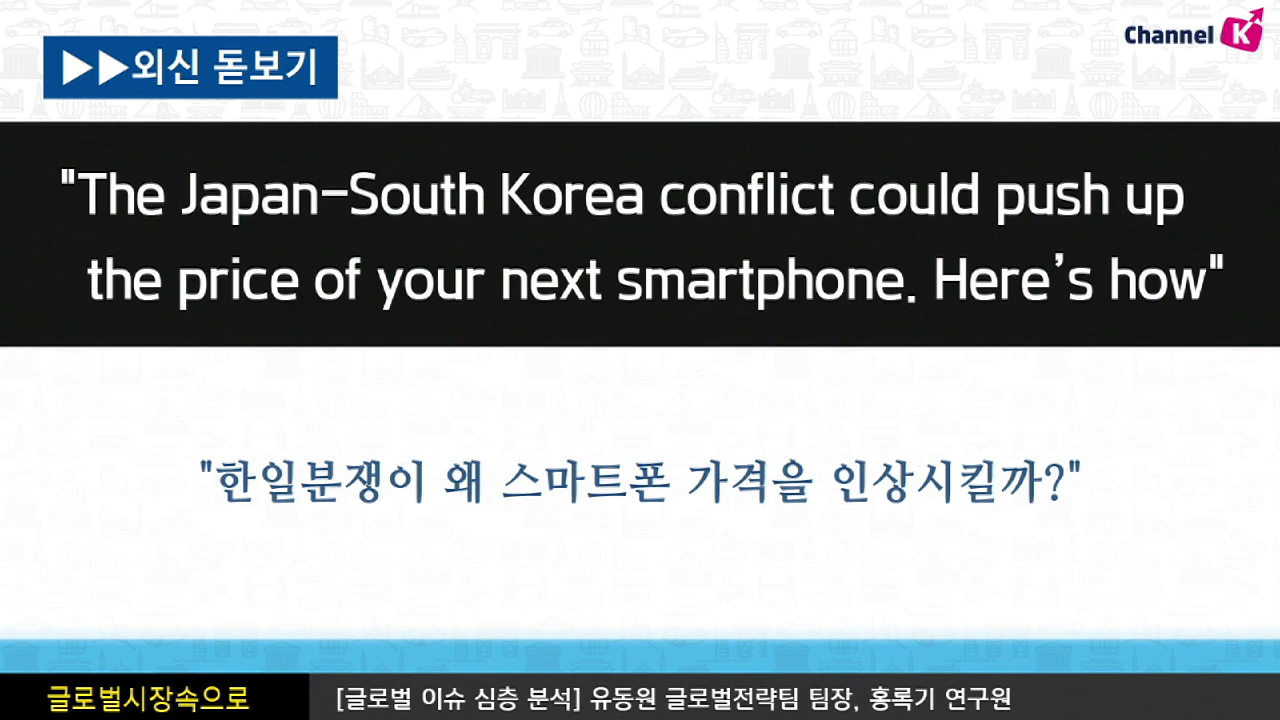 ▶▶외신 돋보기
Channel K
"The Japan-South Korea conflict could push up
the price of your next smartphone. Here's how"
"한일분쟁이 왜 스마트폰 가격을 인상시킬까?"
글로벌시장속으로
[글로벌 이슈 심층 분석] 유동원 글로벌전략팀 팀장, 홍록기 연구원